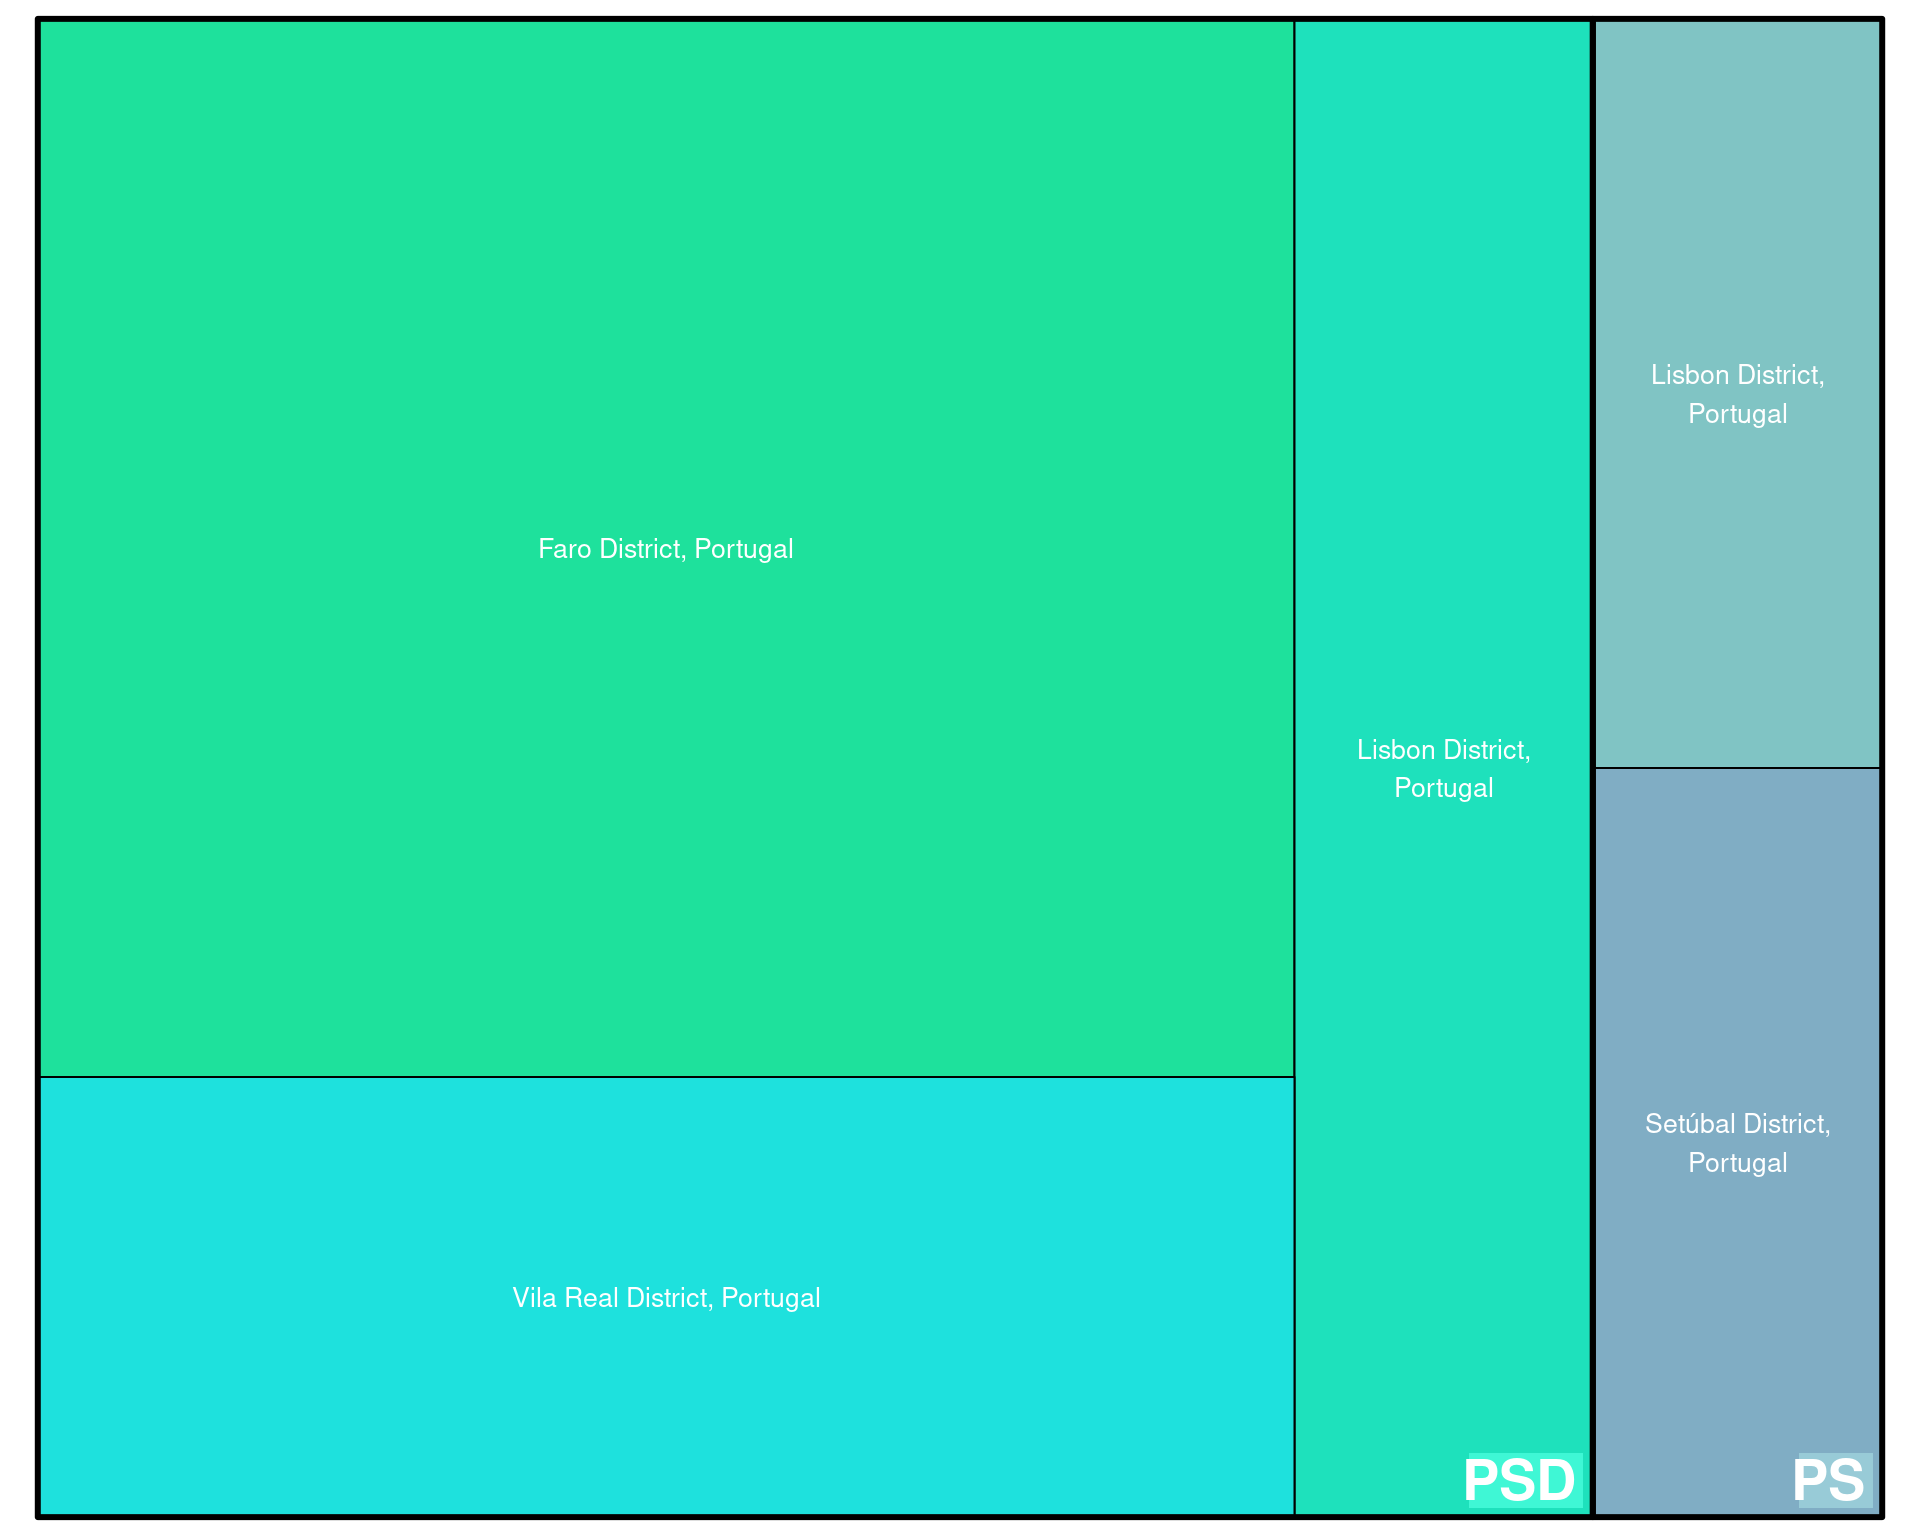 Faro District, Portugal
Vila Real District, Portugal
Lisbon District,
Portugal
PSD
Lisbon District,
Portugal
Setúbal District,
Portugal
PS